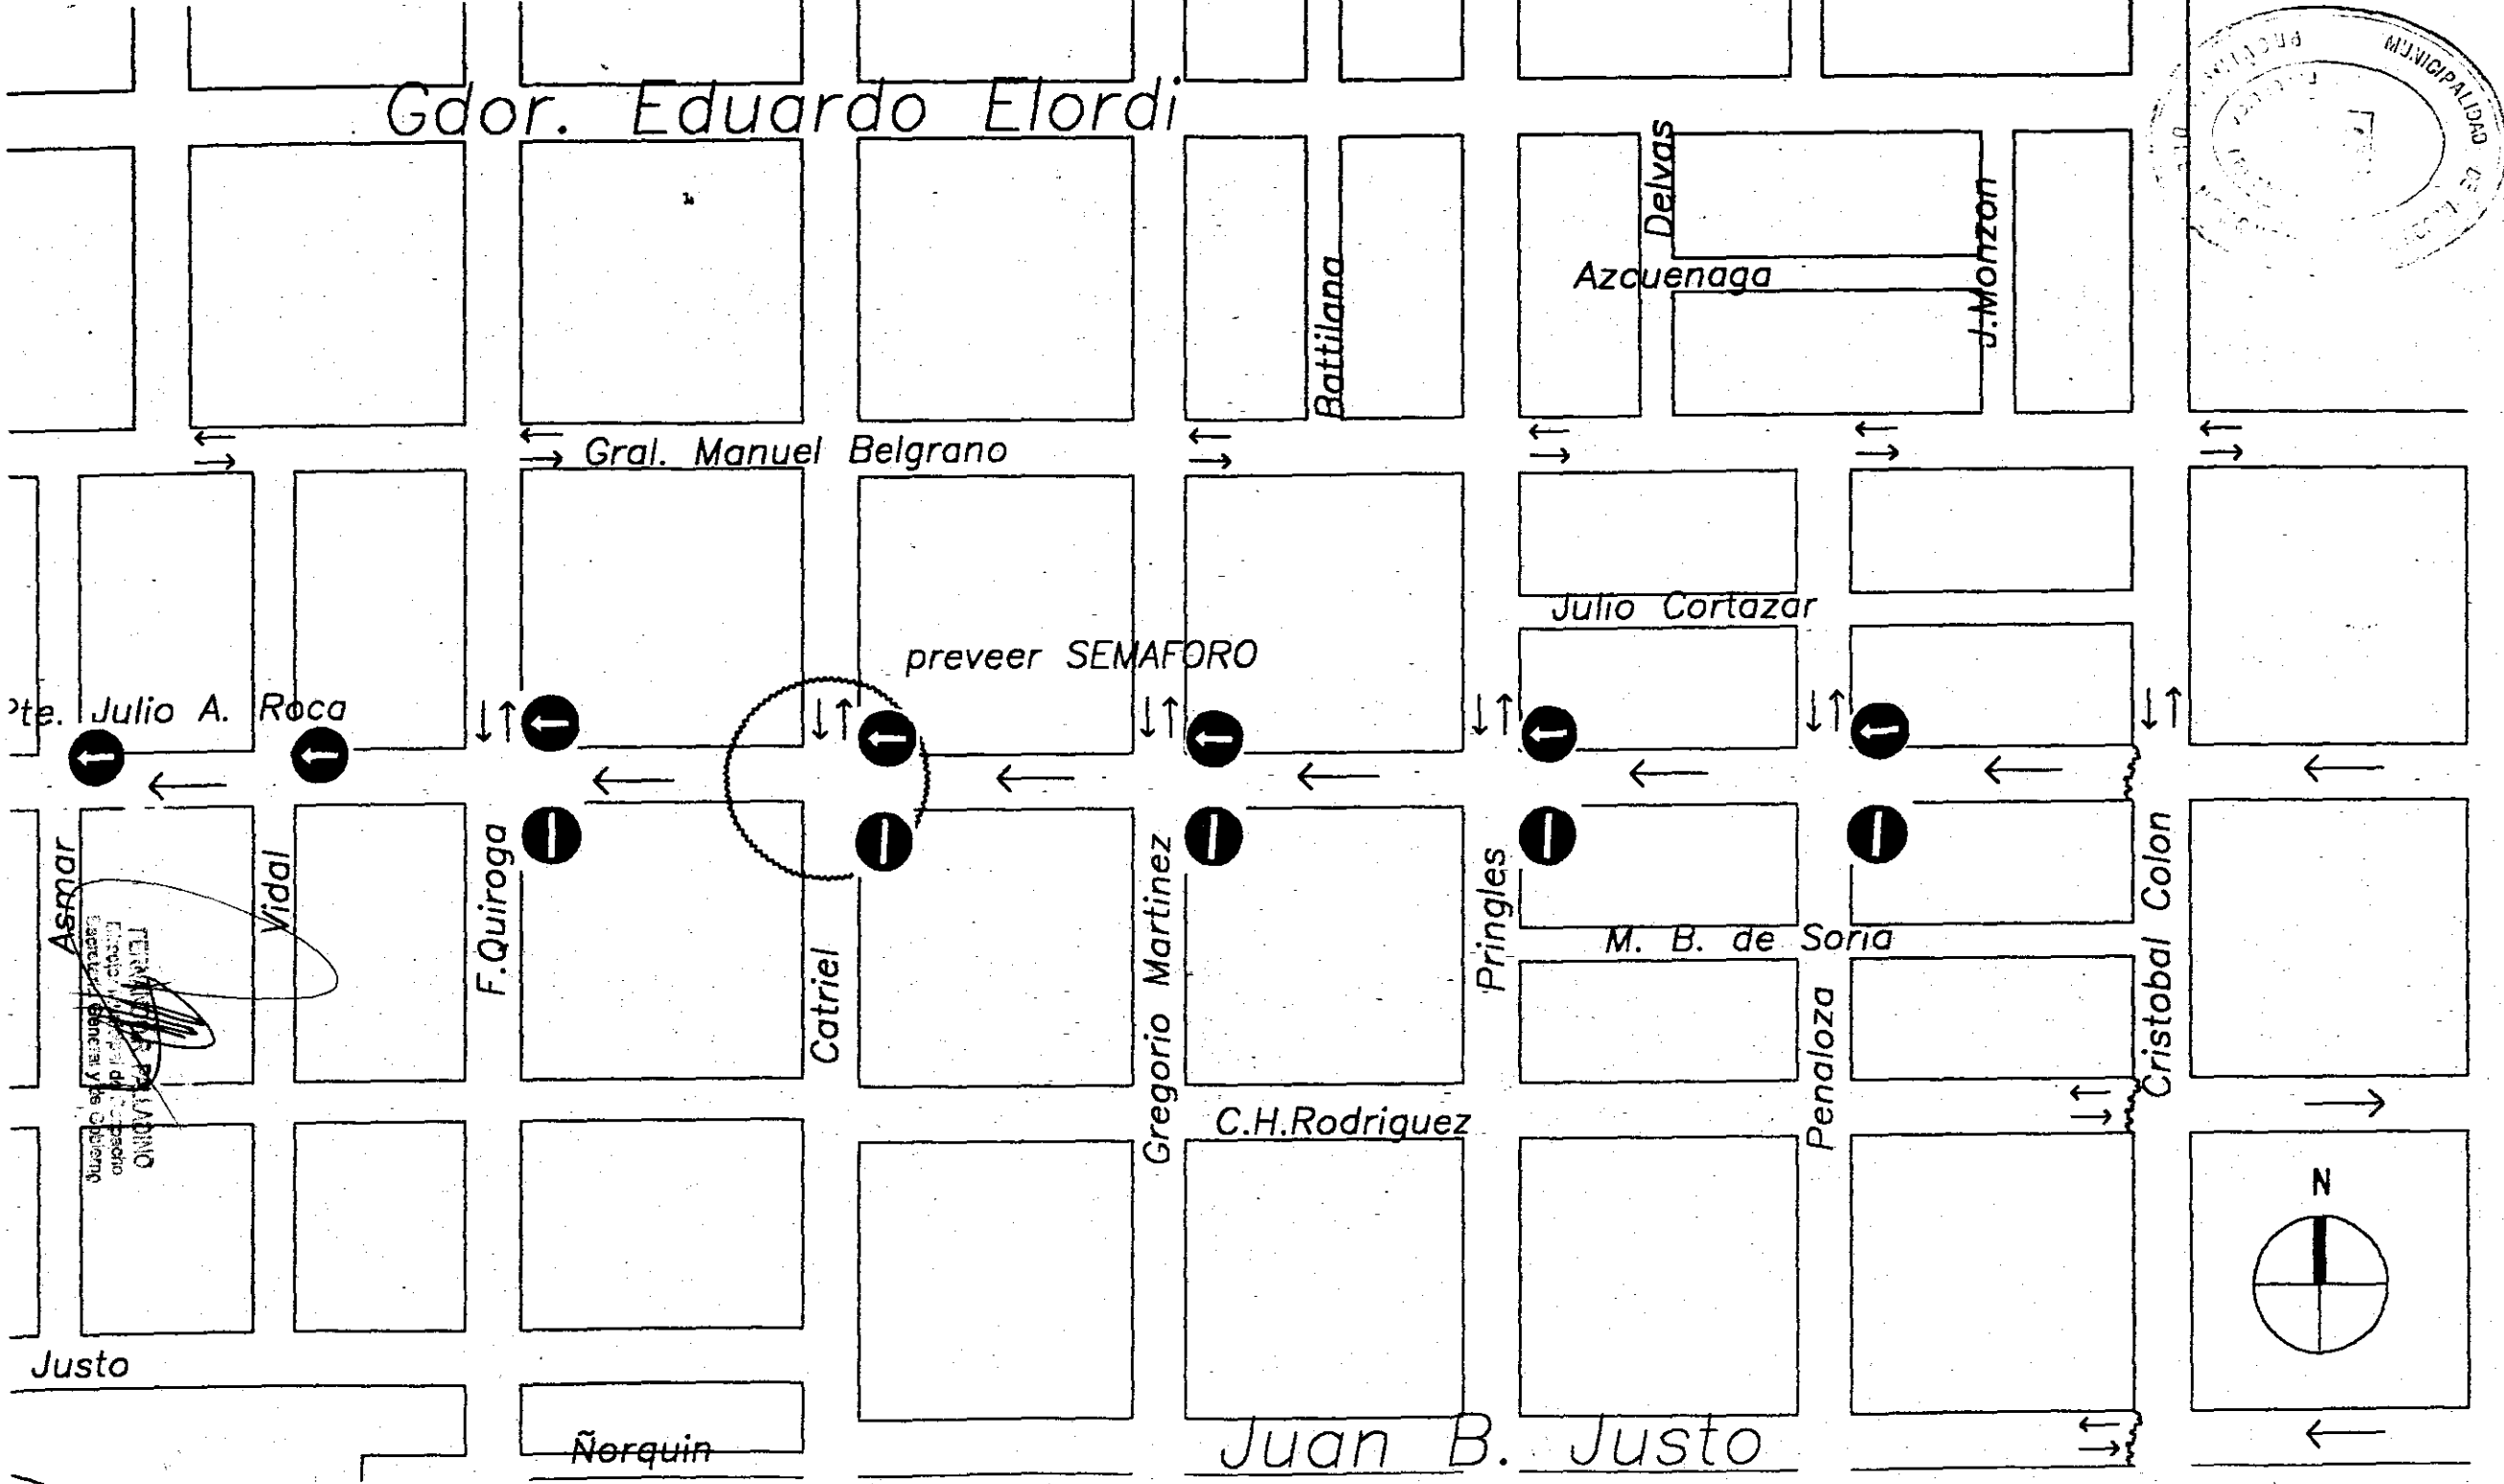 MUNICIPALIDAD DE
Gdor. Eduardo Elordi
Delvas
J.Monzon
Azcuenaga
Battilana
Gral. Manuel Belgrano
Julio Cortazar
preveer SEMAFORO
Pte. Julio A. Roca
Asmar
Vidal
F.Quiroga
Catriel
Gregorio Martinez
Pringles
Penaloza
Cristobal Colon
M. B. de Soria
C.H.Rodriguez
N
Justo
Ñorquin
Juan B. Justo